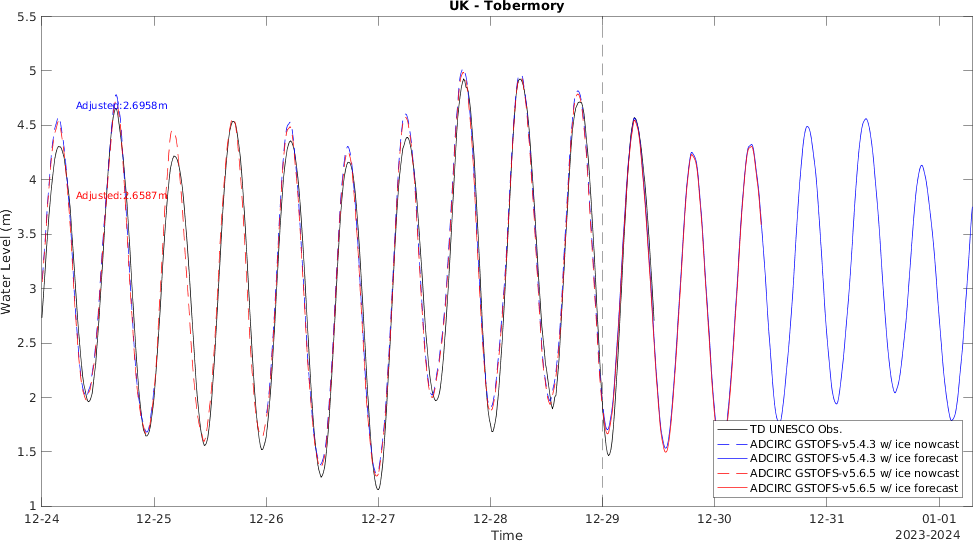 UK - Tobermory
5.5
5
4.5
4
3.5
3
2.5
2
1.5
1
Water Level (m)
Adjusted:2.6958m
Adjusted:2.6587m
TD UNESCO Obs.
ADCIRC GSTOFS-v5.4.3 w/ ice nowcast
ADCIRC GSTOFS-v5.4.3 w/ ice forecast
ADCIRC GSTOFS-v5.6.5 w/ ice nowcast
ADCIRC GSTOFS-v5.6.5 w/ ice forecast
12-24 12-25 12-26 12-27 12-28 12-29 12-30 12-31 01-01
Time
2023-2024